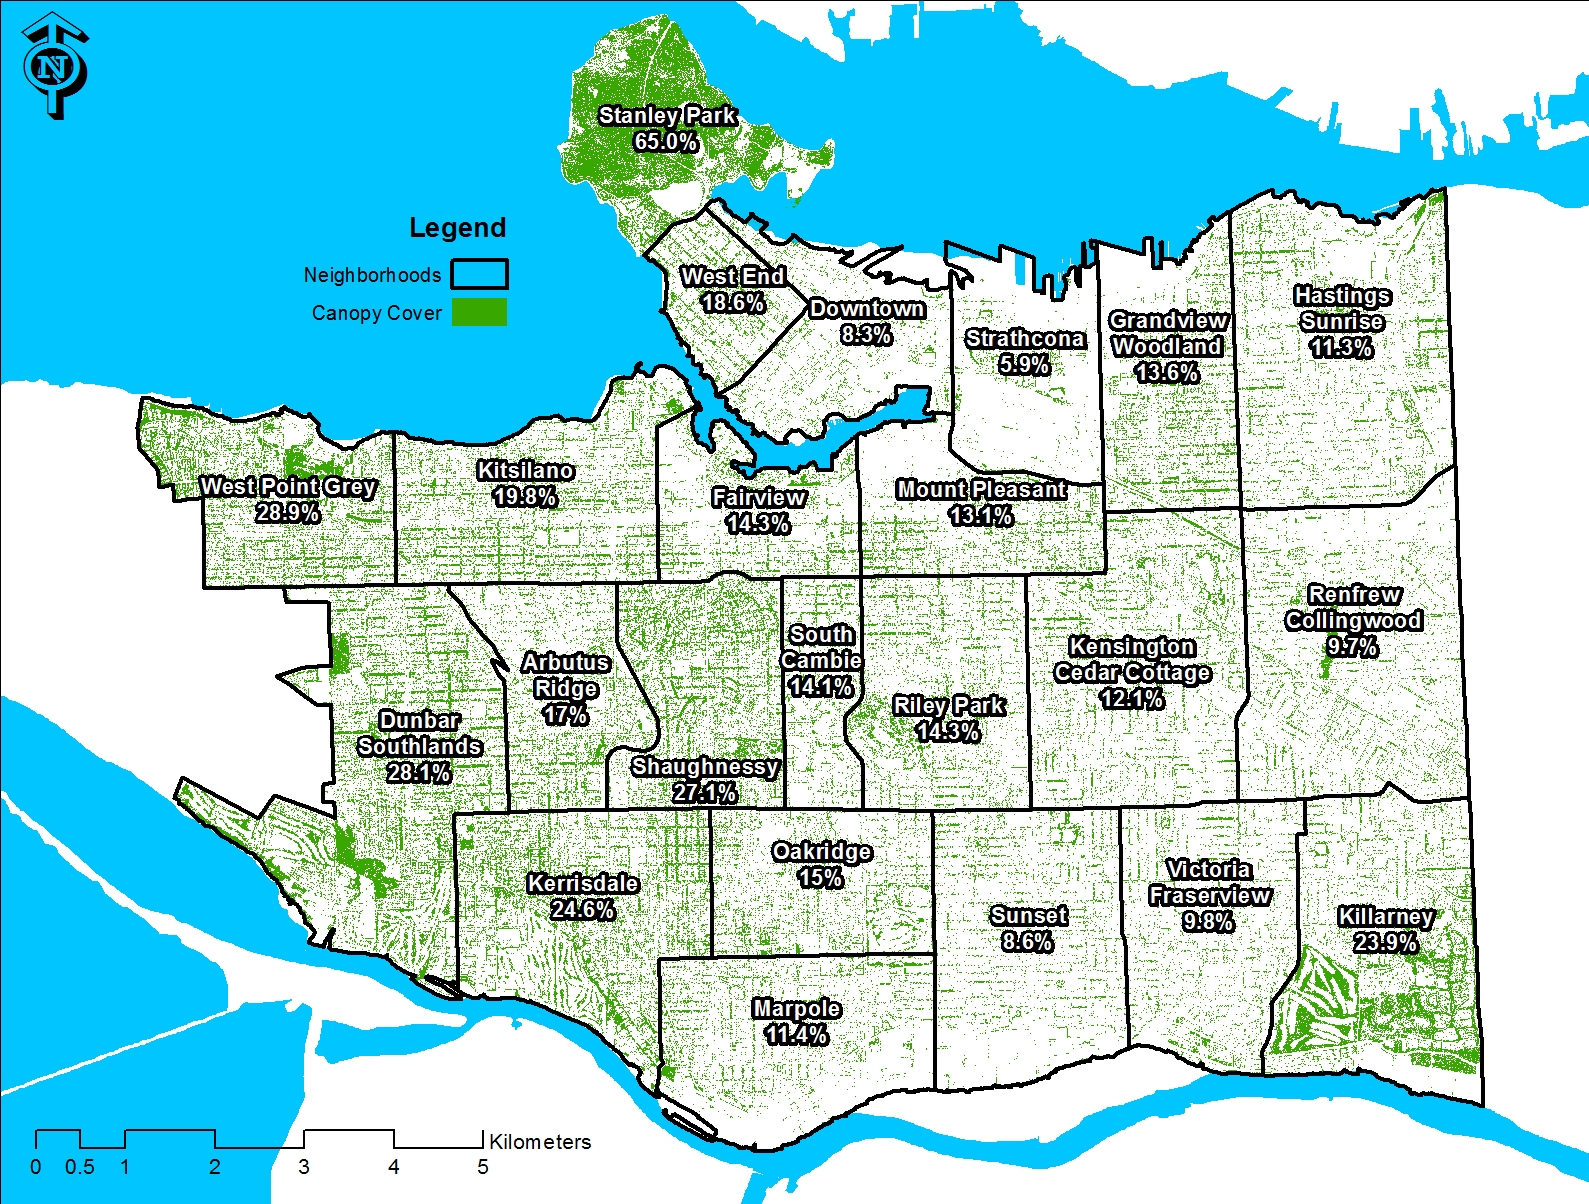 N
Stanley Park
65.0%
Legend
Neighborhoods
Canopy Cover
West End
18.6%
Downtown
8.3%
Strathcona
5.9%
Grandview
Woodland
13.6%
Hastings
Sunrise
11.3%
West Point Grey
28.9%
Kitsilano
19.8%
Fairview
14.3%
Mount Pleasant
13.1%
Renfrew
Collingwood
9.7%
Dunbar
Southlands
28.1%
Arbutus
Ridge
17%
Shaughnessy
27.1%
South
Cambie
14.1%
Riley Park
14.3%
Kensington
Cedar Cottage
12.1%
Kerrisdale
24.6%
Oakridge
15%
Sunset
8.6%
Victoria
Fraserview
9.8%
Killarney
23.9%
Marpole
11.4%
Kilometers
0 0.5 1 2 3 4 5